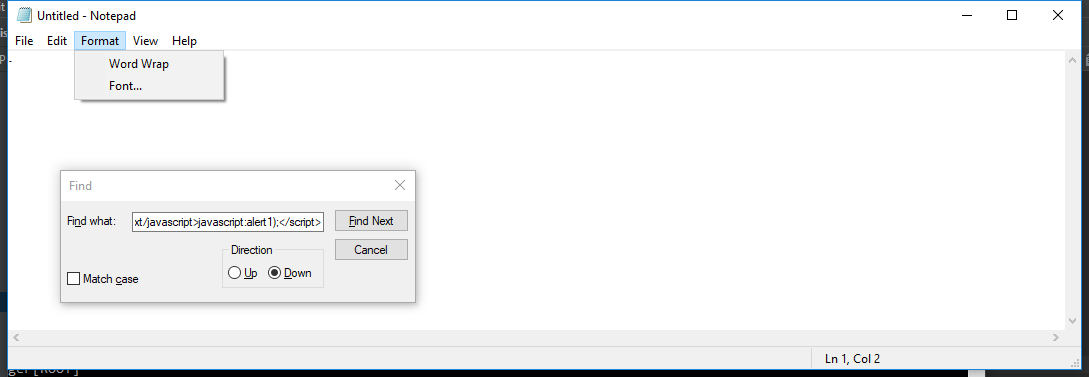 Untitled - Notepad
File Edit Format View Help
-
Word Wrap
Font...
Find
Find what: xt/javascript>javascript:alert1);</script> Find Next
Cancel
Direction
Up Down
Match case
Ln 1, Col 2